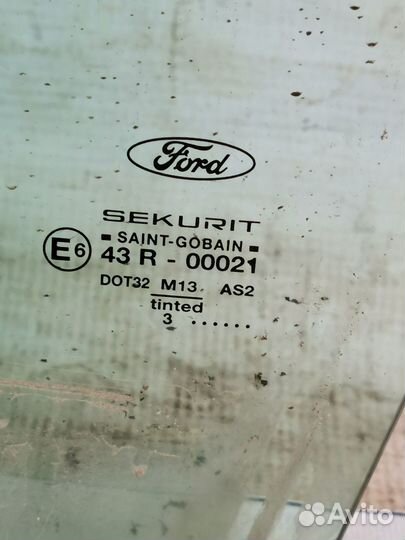 Ford
SEKURIT
SAINT-GOBAIN
E6 43 R - 00021
DOT32 M13 AS2
tinted
3 ......
Avito